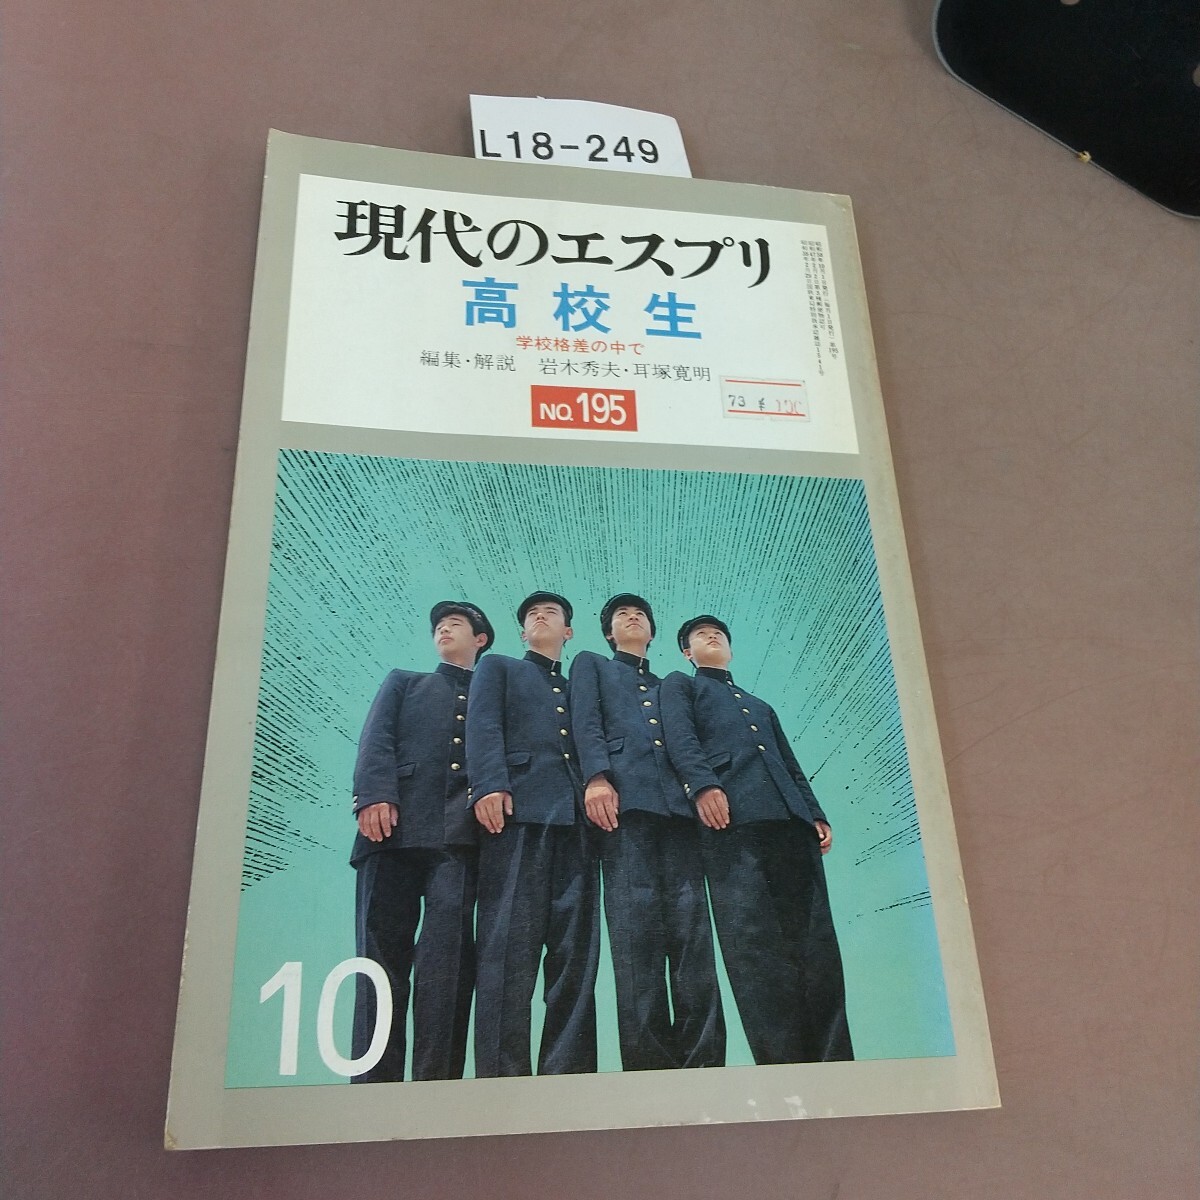 L18-249
現代のエスプリ
高校生
学校格差の中で
編集・解説　岩木秀夫・耳塚寛明
NO.195
73 ¥ 100
10